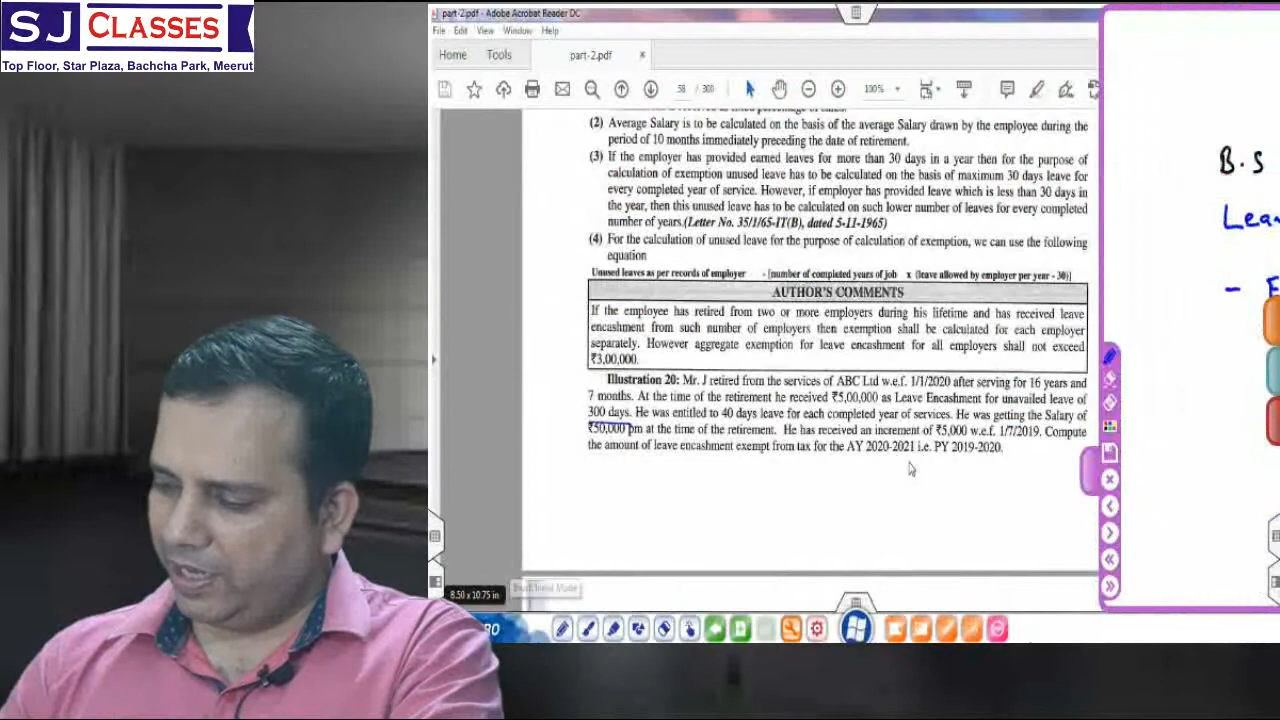 SJ CLASSES
Top Floor, Star Plaza, Bachcha Park, Meerut
part-2.pdf - Adobe Acrobat Reader DC
File Edit View Window Help
Home Tools part-2.pdf ×
58 / 300 100%
(2) Average Salary is to be calculated on the basis of the average Salary drawn by the employee during the
period of 10 months immediately preceding the date of retirement.
(3) If the employer has provided earned leaves for more than 30 days in a year then for the purpose of
calculation of exemption unused leave has to be calculated on the basis of maximum 30 days leave for
every completed year of service. However, if employer has provided leave which is less than 30 days in
the year, then this unused leave has to be calculated on such lower number of leaves for every completed
number of years.(Letter No. 35/1/65-IT(B), dated 5-11-1965)
(4) For the calculation of unused leave for the purpose of calculation of exemption, we can use the following
equation
Unused leaves as per records of employer - [number of completed years of job x (leave allowed by employer per year - 30)]
AUTHOR'S COMMENTS
If the employee has retired from two or more employers during his lifetime and has received leave
encashment from such number of employers then exemption shall be calculated for each employer
separately. However aggregate exemption for leave encashment for all employers shall not exceed
₹3,00,000.
Illustration 20: Mr. J retired from the services of ABC Ltd w.e.f. 1/1/2020 after serving for 16 years and
7 months. At the time of the retirement he received ₹5,00,000 as Leave Encashment for unavailed leave of
300 days. He was entitled to 40 days leave for each completed year of services. He was getting the Salary of
₹50,000 pm at the time of the retirement. He has received an increment of ₹5,000 w.e.f. 1/7/2019. Compute
the amount of leave encashment exempt from tax for the AY 2020-2021 i.e. PY 2019-2020.
8.50 x 10.75 in
B.S
Lea
-